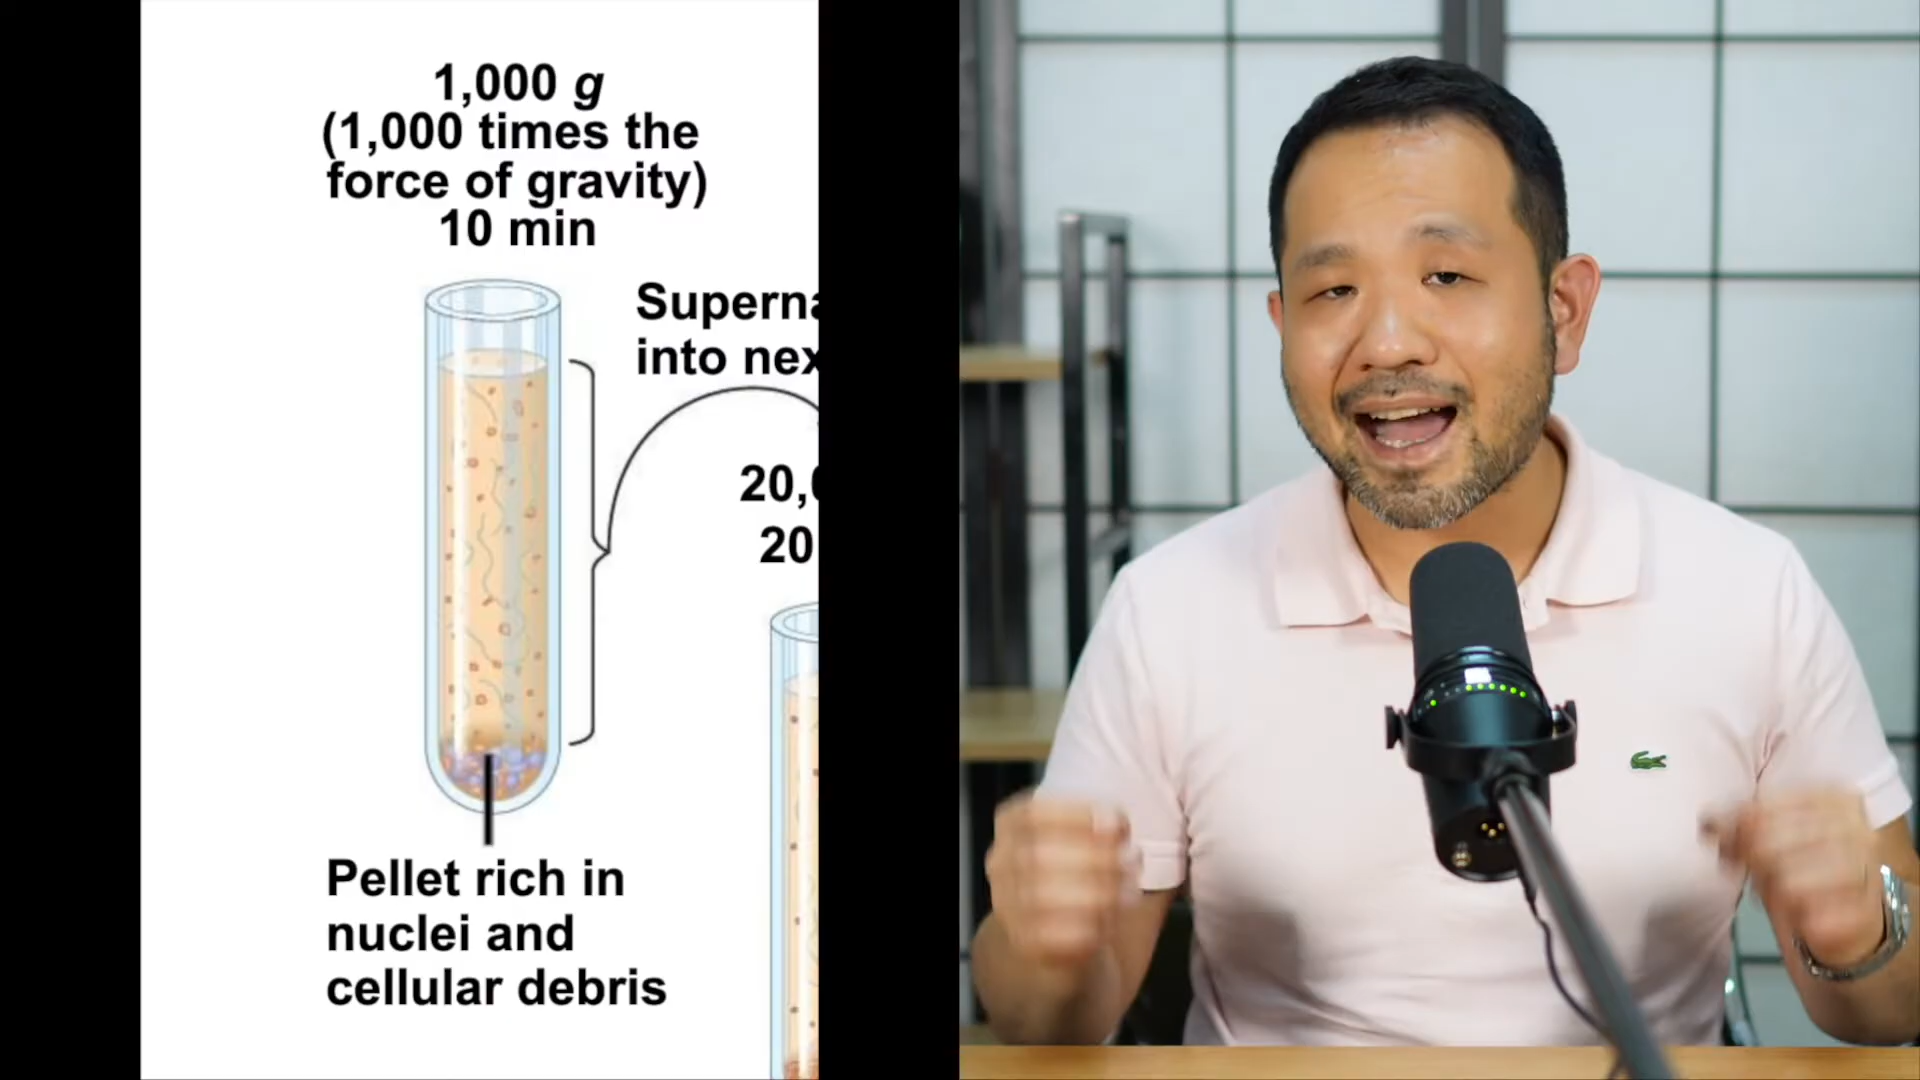 1,000 g
(1,000 times the
force of gravity)
10 min
Superna
into nex
20,0
20
Pellet rich in
nuclei and
cellular debris